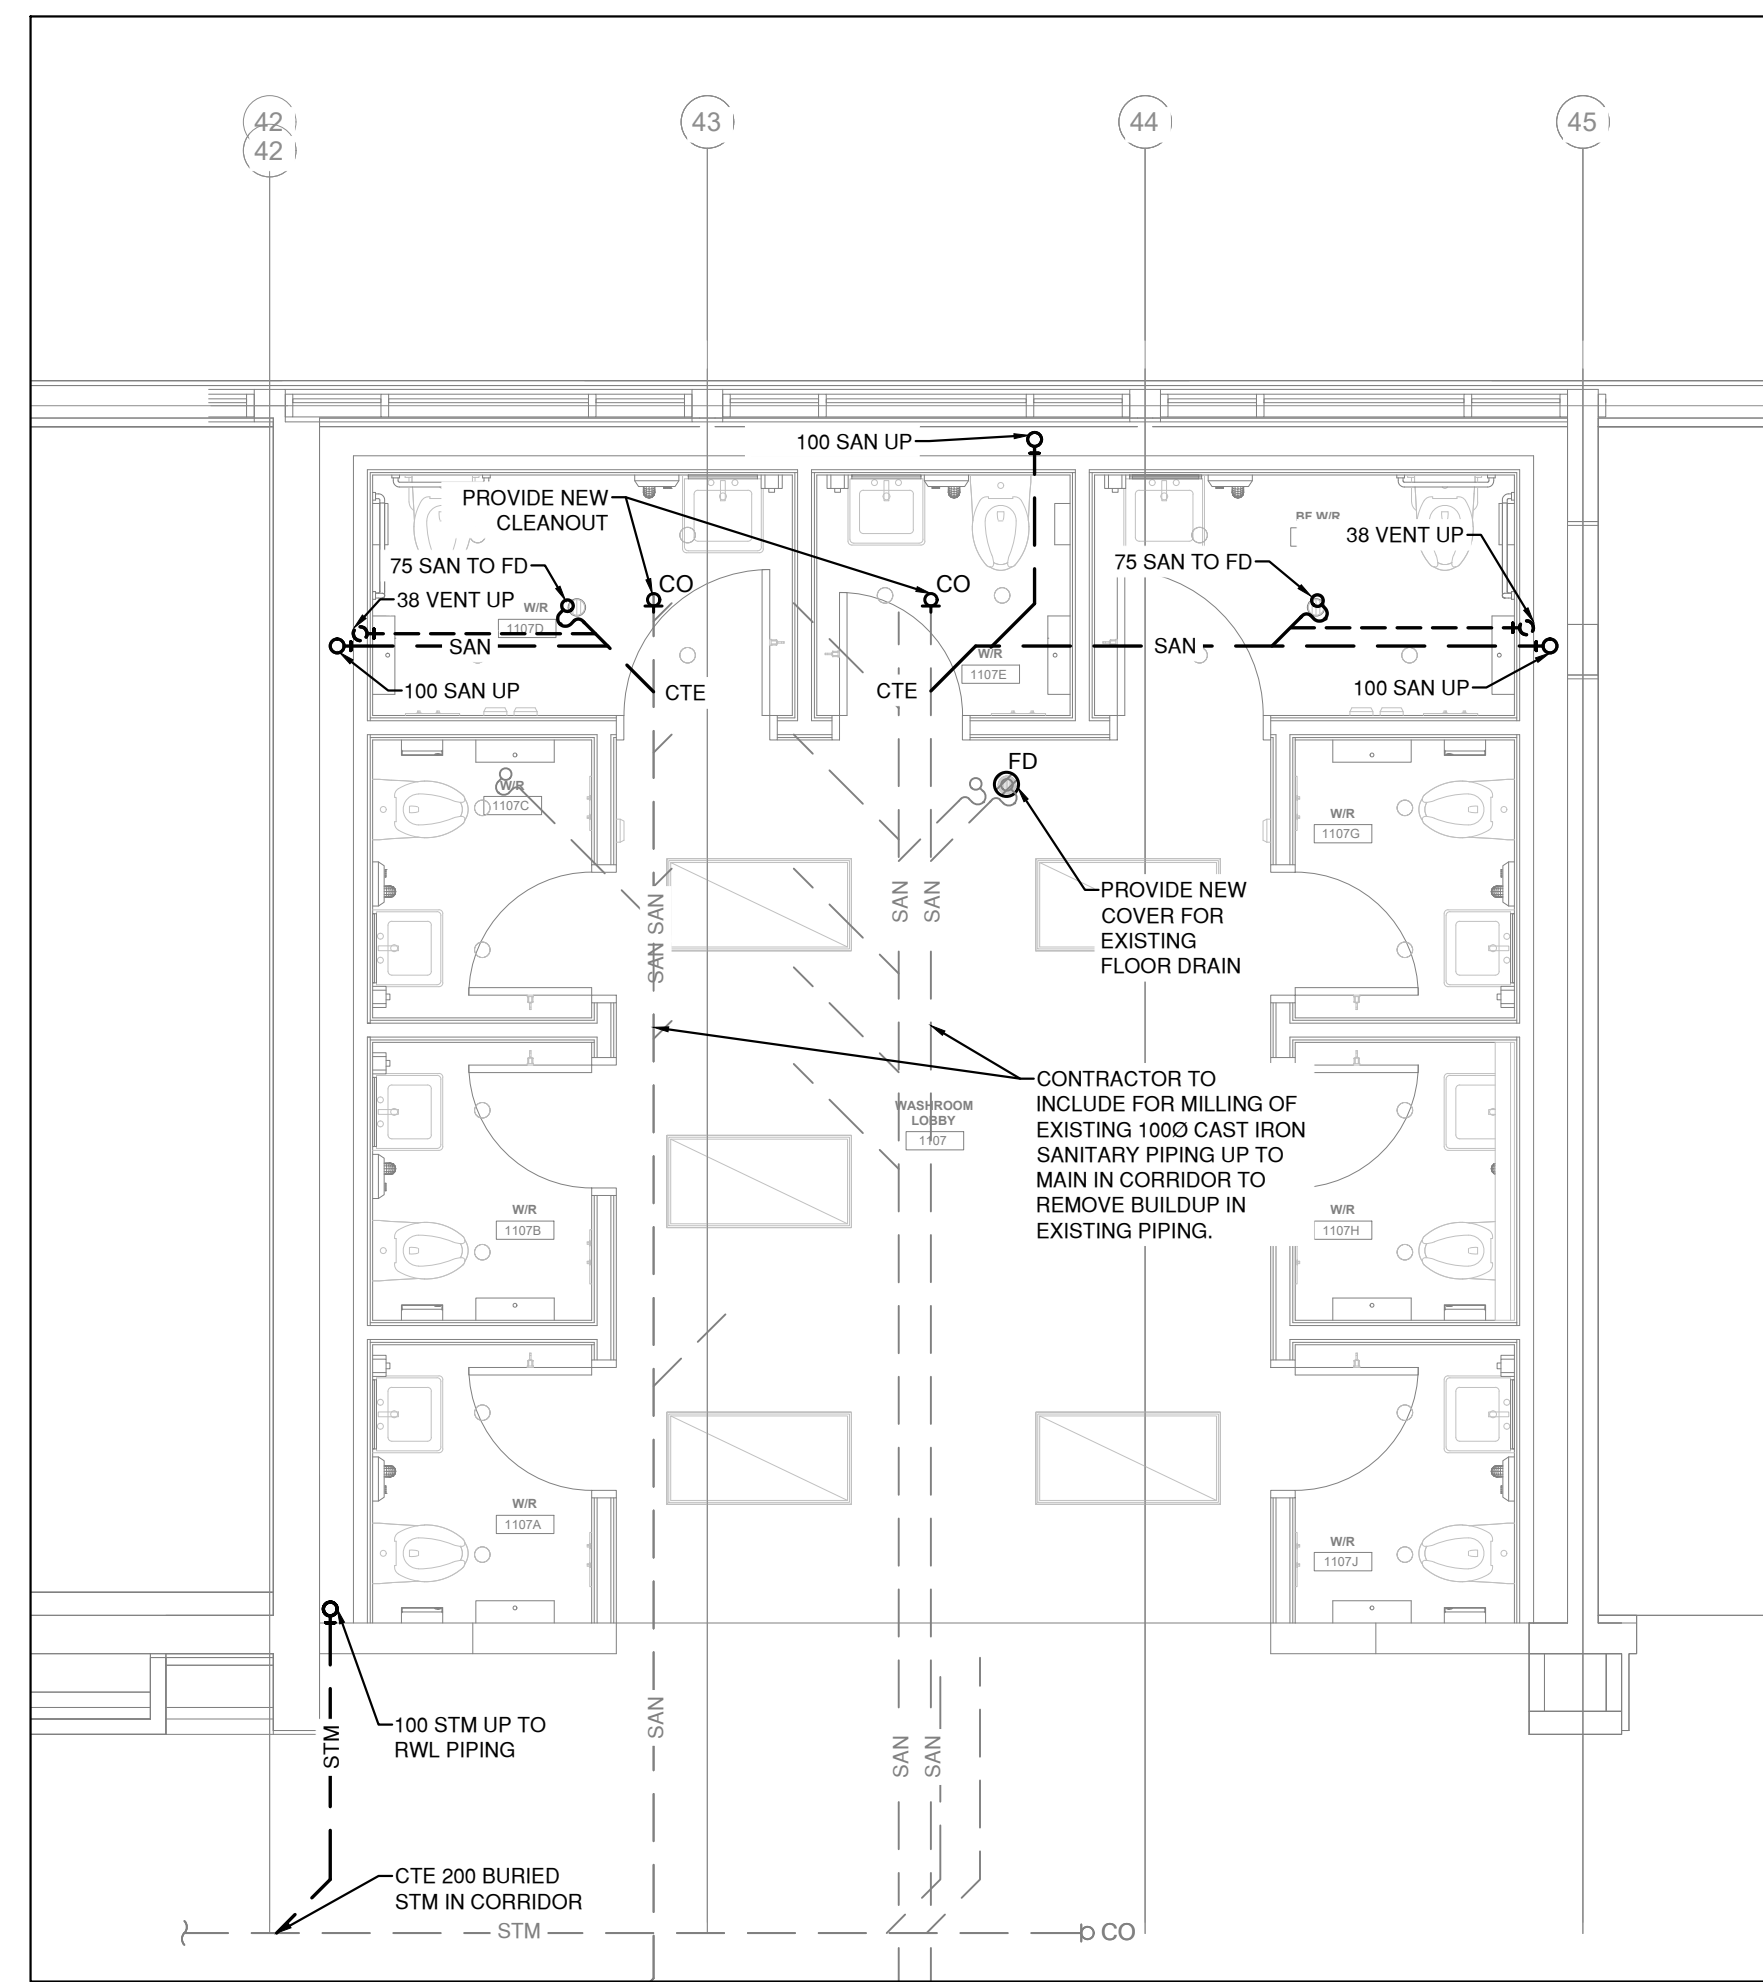 42
42
43
44
45
100 SAN UP
PROVIDE NEW
CLEANOUT
75 SAN TO FD
38 VENT UP
W/R
1107D
SAN
100 SAN UP
CO
CTE
CO
CTE
W/R
1107E
SAN
BF W/R
38 VENT UP
75 SAN TO FD
100 SAN UP
FD
W/R
1107C
W/R
1107G
SAN
SAN
SAN
SAN
PROVIDE NEW
COVER FOR
EXISTING
FLOOR DRAIN
CONTRACTOR TO
INCLUDE FOR MILLING OF
EXISTING 100Ø CAST IRON
SANITARY PIPING UP TO
MAIN IN CORRIDOR TO
REMOVE BUILDUP IN
EXISTING PIPING.
WASHROOM
LOBBY
1107
W/R
1107B
W/R
1107H
W/R
1107A
W/R
1107J
100 STM UP TO
RWL PIPING
STM
SAN
SAN
SAN
CTE 200 BURIED
STM IN CORRIDOR
STM
CO